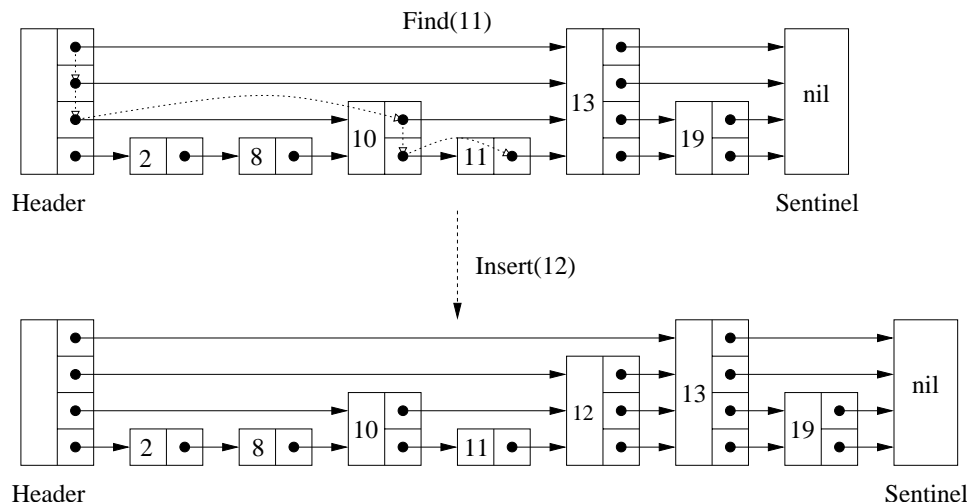 Find(11)
2 8 10 11 13 19 nil
Header Sentinel
Insert(12)
2 8 10 11 12 13 19 nil
Header Sentinel